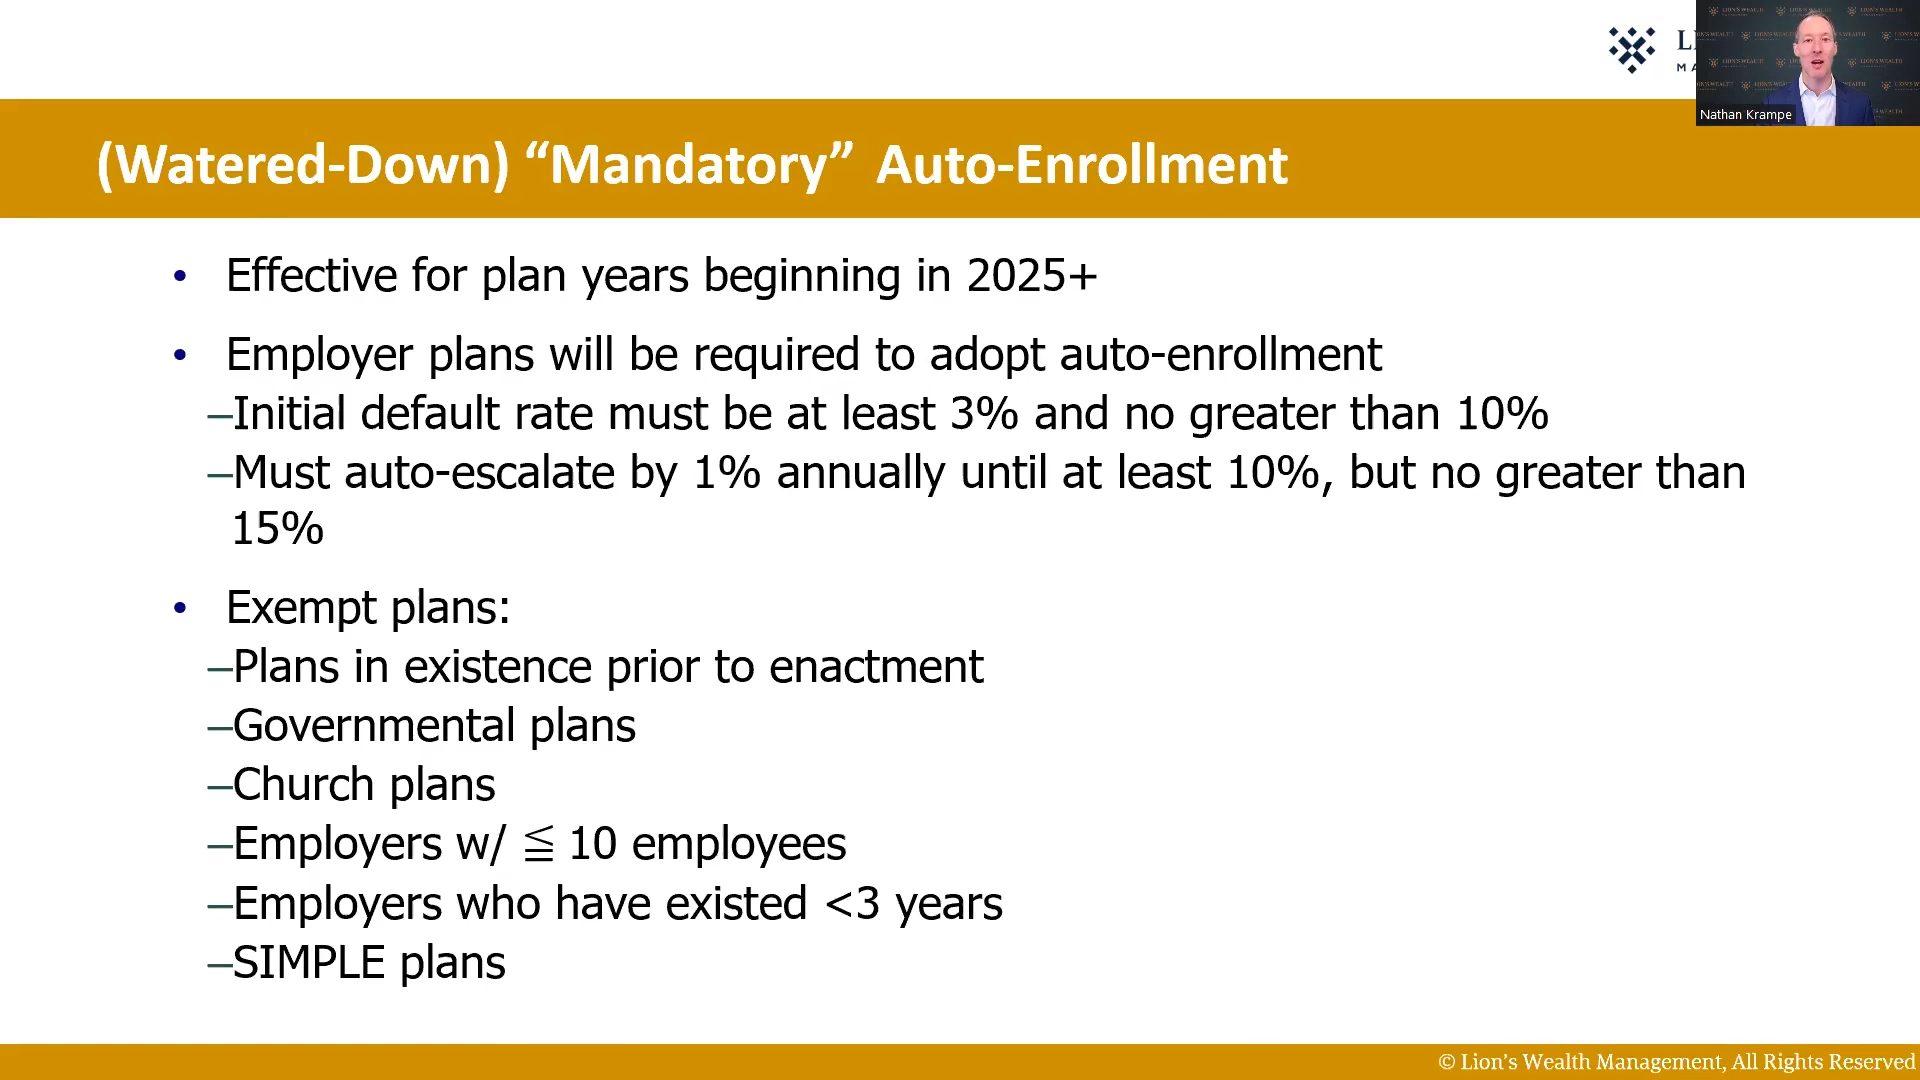 Nathan Krampe
(Watered-Down) “Mandatory” Auto-Enrollment
• Effective for plan years beginning in 2025+
• Employer plans will be required to adopt auto-enrollment
–Initial default rate must be at least 3% and no greater than 10%
–Must auto-escalate by 1% annually until at least 10%, but no greater than
15%
• Exempt plans:
–Plans in existence prior to enactment
–Governmental plans
–Church plans
–Employers w/ ≦ 10 employees
–Employers who have existed <3 years
–SIMPLE plans
© Lion’s Wealth Management, All Rights Reserved